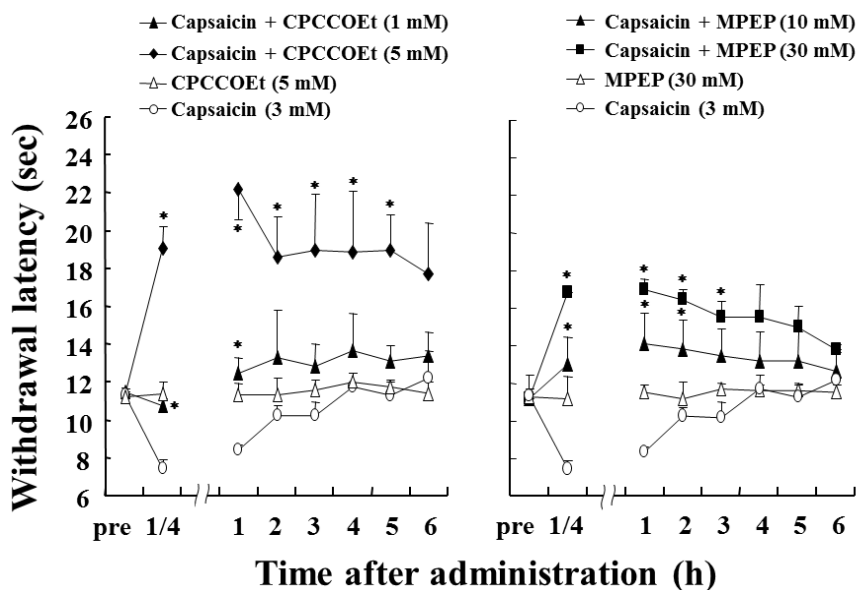 Capsaicin + CPCCOEt (1 mM)
Capsaicin + CPCCOEt (5 mM)
CPCCOEt (5 mM)
Capsaicin (3 mM)
Capsaicin + MPEP (10 mM)
Capsaicin + MPEP (30 mM)
MPEP (30 mM)
Capsaicin (3 mM)
Withdrawal latency (sec)
26
24
22
20
18
16
14
12
10
8
6
pre 1/4 1 2 3 4 5 6
pre 1/4 1 2 3 4 5 6
Time after administration (h)